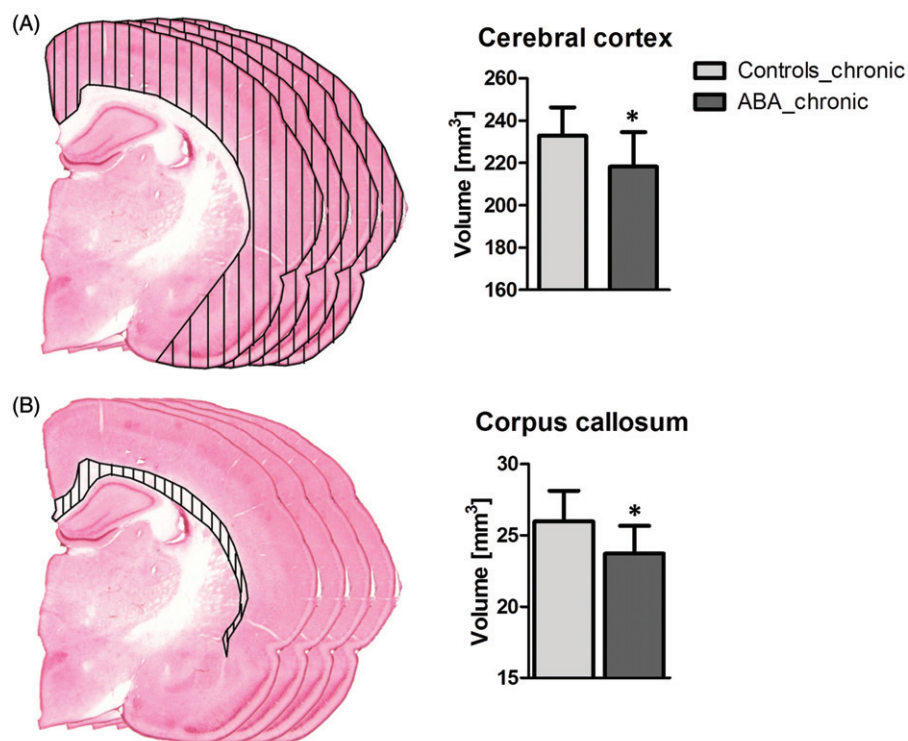 (A)
Cerebral cortex
Controls_chronic
ABA_chronic
Volume [mm³]
260
240
220
200
180
160
*
(B)
Corpus callosum
Volume [mm³]
30
25
20
15
*